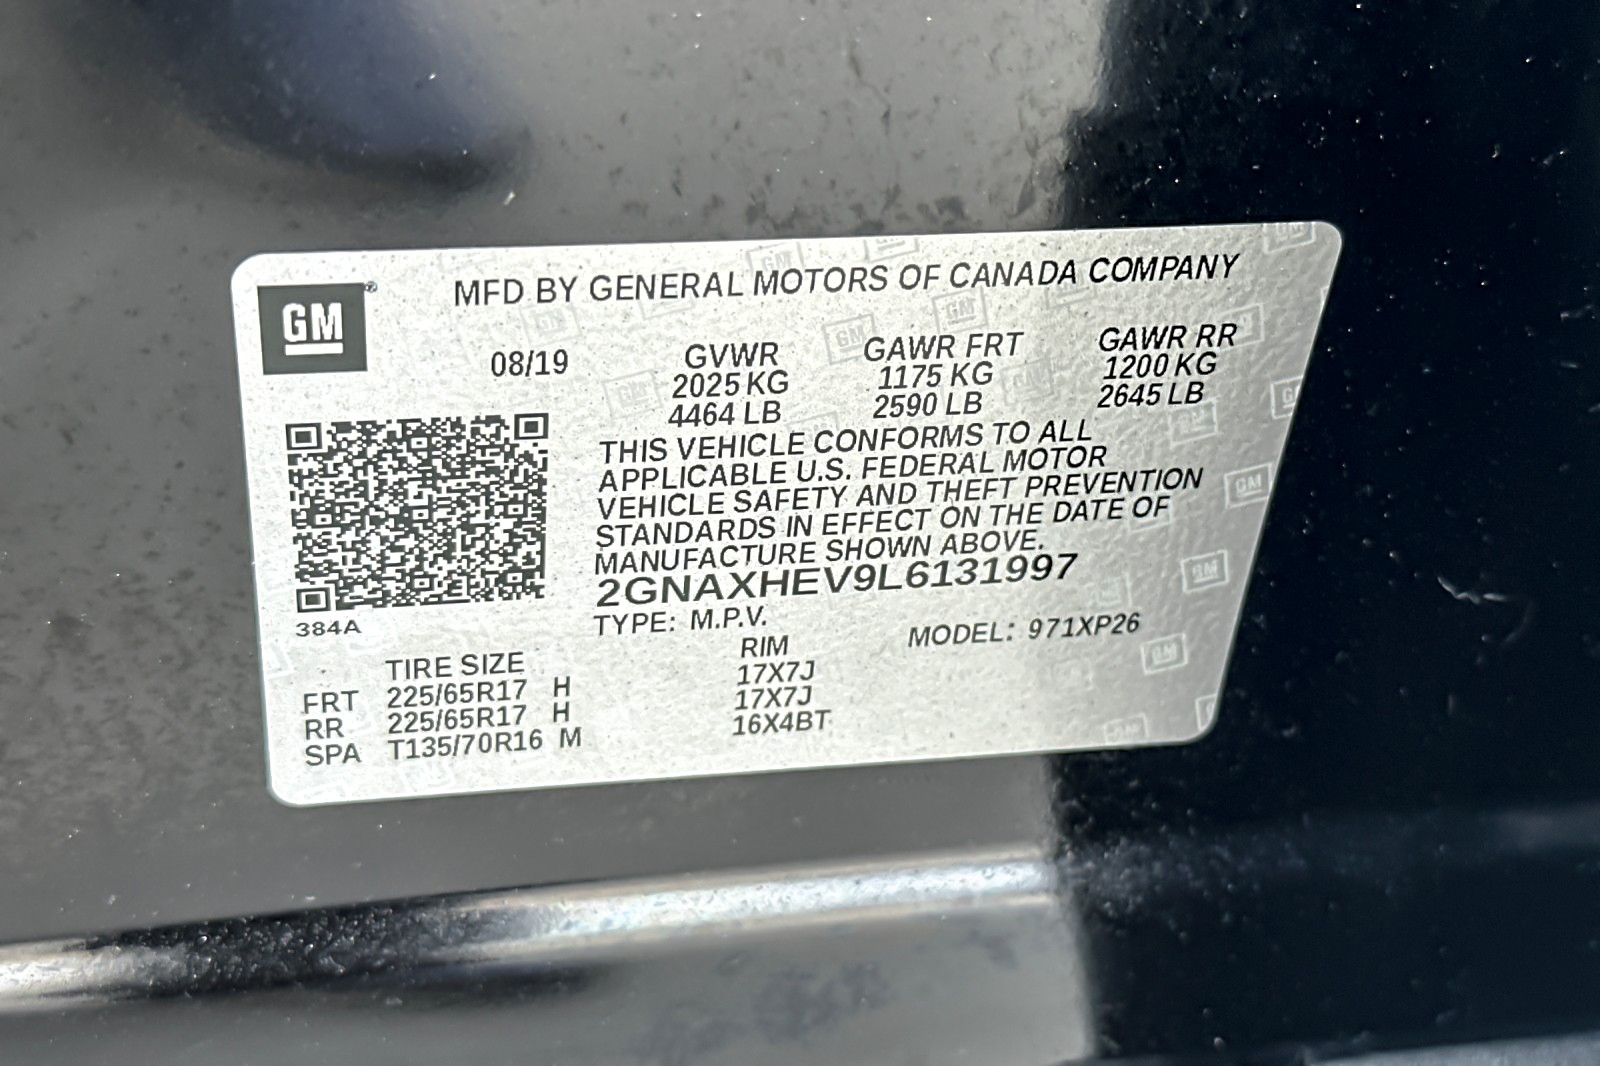 GM
MFD BY GENERAL MOTORS OF CANADA COMPANY
08/19 GVWR GAWR FRT GAWR RR
2025 KG 1175 KG 1200 KG
4464 LB 2590 LB 2645 LB
THIS VEHICLE CONFORMS TO ALL
APPLICABLE U.S. FEDERAL MOTOR
VEHICLE SAFETY AND THEFT PREVENTION
STANDARDS IN EFFECT ON THE DATE OF
MANUFACTURE SHOWN ABOVE.
2GNAXHEV9L6131997
384A
TYPE: M.P.V. MODEL: 971XP26
TIRE SIZE RIM
FRT 225/65R17 H 17X7J
RR 225/65R17 H 17X7J
SPA T135/70R16 M 16X4BT